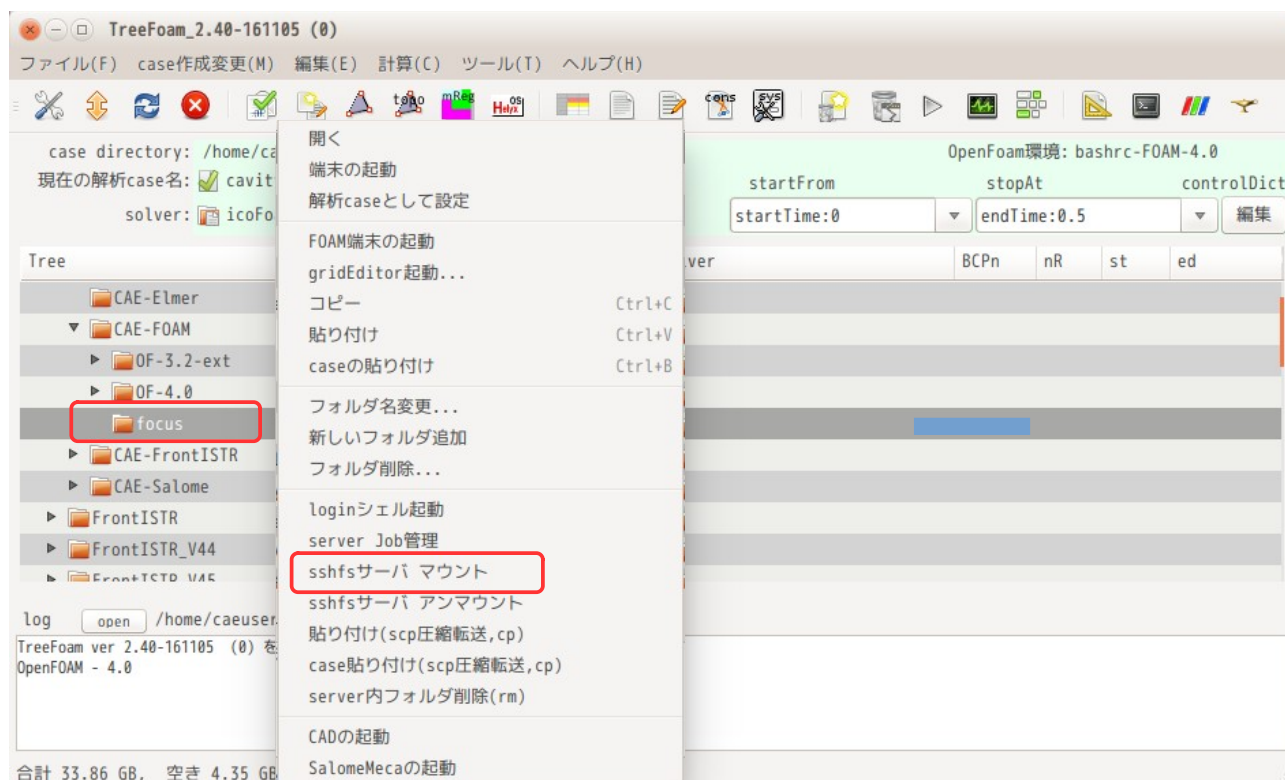 TreeFoam_2.40-161105 (0)
ファイル(F) case作成変更(M) 編集(E) 計算(C) ツール(T) ヘルプ(H)
topo mReg Helyx OS cons sys
case directory: /home/ca
OpenFoam環境: bashrc-FOAM-4.0
現在の解析case名: cavit
startFrom stopAt controlDict
solver: icoFo
startTime:0 endTime:0.5 編集
Tree ver BCPn nR st ed
CAE-Elmer
CAE-FOAM
OF-3.2-ext
OF-4.0
focus
CAE-FrontISTR
CAE-Salome
FrontISTR
FrontISTR_V44
FrontISTR_V45
開く
端末の起動
解析caseとして設定
FOAM端末の起動
gridEditor起動...
コピー Ctrl+C
貼り付け Ctrl+V
caseの貼り付け Ctrl+B
フォルダ名変更...
新しいフォルダ追加
フォルダ削除...
loginシェル起動
server Job管理
sshfsサーバ マウント
sshfsサーバ アンマウント
貼り付け(scp圧縮転送,cp)
case貼り付け(scp圧縮転送,cp)
server内フォルダ削除(rm)
CADの起動
SalomeMecaの起動
log open /home/caeuser
TreeFoam ver 2.40-161105 (0) を
OpenFOAM - 4.0
合計 33.86 GB, 空き 4.35 GB